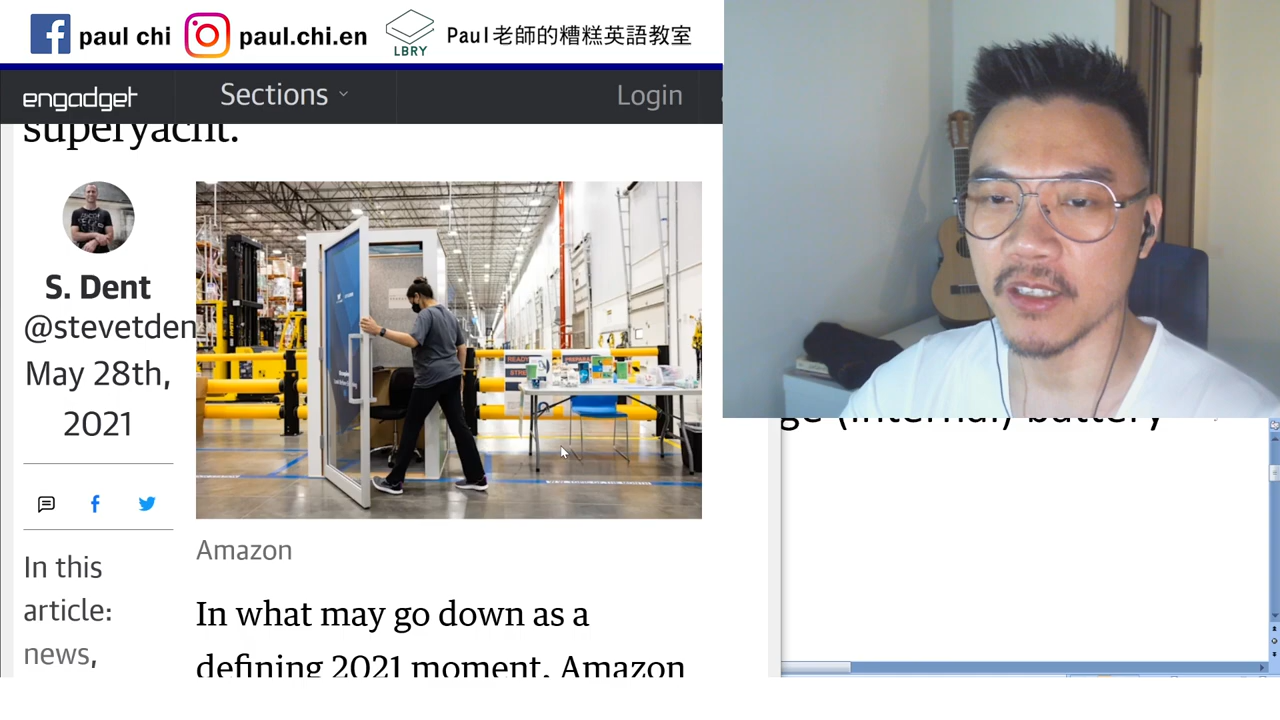 paul chi
paul.chi.en
LBRY
Paul老師的糟糕英語教室
engadget
Sections
Login
superyacht.
S. Dent
@stevetden
May 28th,
2021
In this
article:
news,
Amazon
In what may go down as a
defining 2021 moment, Amazon
(internal) battery